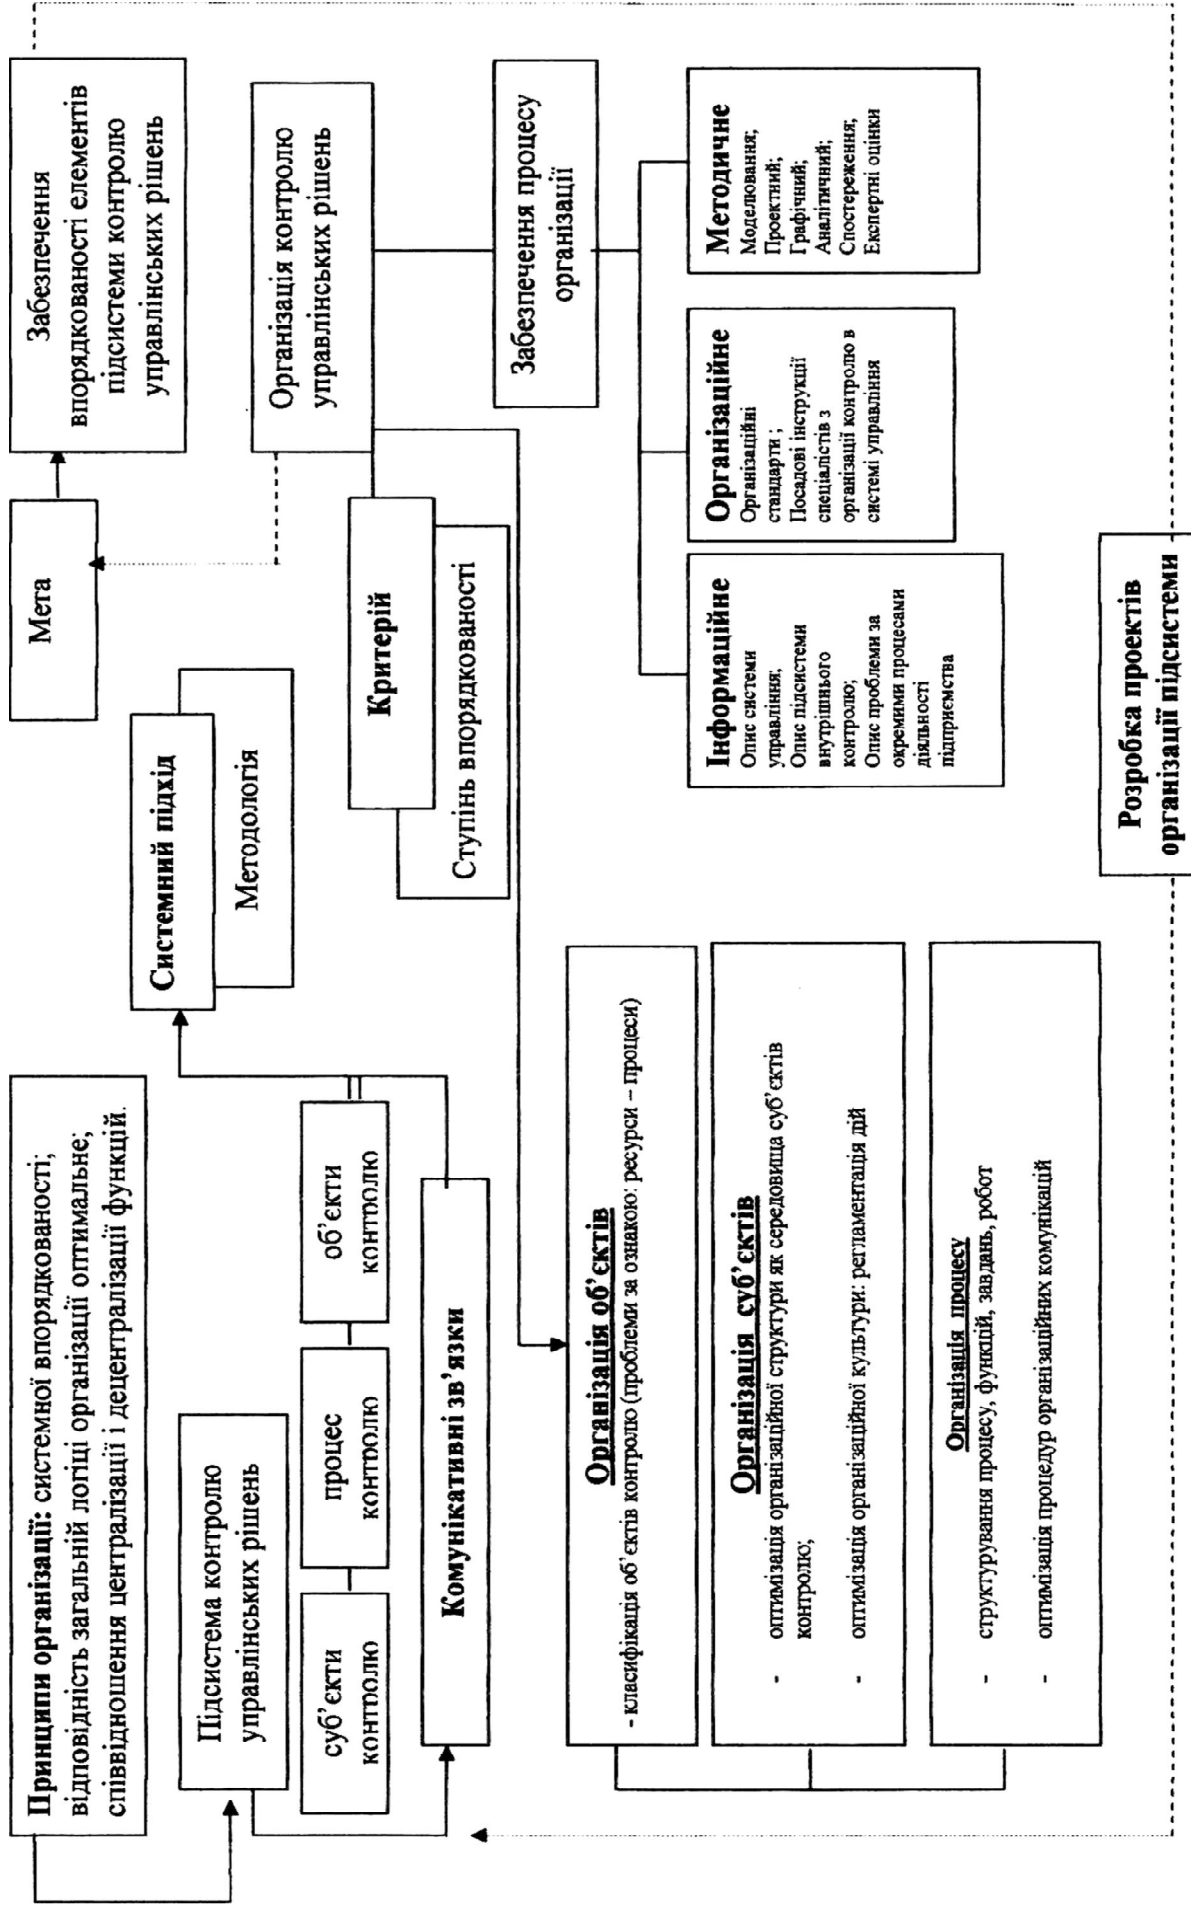 Принципи організації: системної впорядкованості;
відповідність загальній логіці організації оптимальне;
співвідношення централізації і децентралізації функцій.
Підсистема контролю
управлінських рішень
суб’єкти
контролю
процес
контролю
об’єкти
контролю
Комунікативні зв’язки
Системний підхід
Методологія
Мета
Забезпечення
впорядкованості елементів
підсистеми контролю
управлінських рішень
Організація контролю
управлінських рішень
Критерій
Ступінь впорядкованості
Забезпечення процесу
організації
Організація об’єктів
- класифікація об’єктів контролю (проблеми за ознакою: ресурси – процеси)
Організація суб’єктів
- оптимізація організаційної структури як середовища суб’єктів
контролю;
- оптимізація організаційної культури: регламентація дій
Організація процесу
- структурування процесу, функцій, завдань, робот
- оптимізація процедур організаційних комунікацій
Інформаційне
Опис системи
управління;
Опис підсистеми
внутрішнього
контролю;
Опис проблеми за
окремими процесами
діяльності
підприємства
Організаційне
Організаційні
стандарти ;
Посадові інструкції
спеціалістів з
організації контролю в
системі управління
Методичне
Моделювання;
Проектний;
Графічний;
Аналітичний;
Спостереження;
Експертні оцінки
Розробка проектів
організації підсистеми